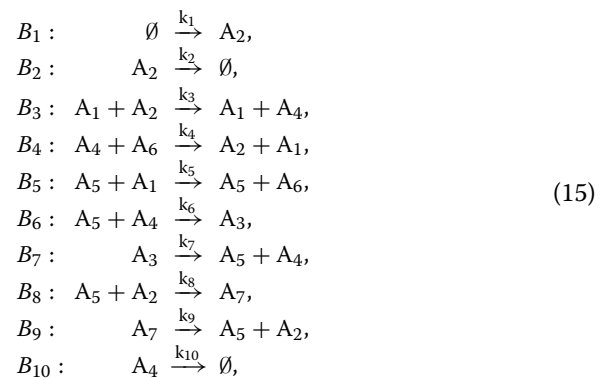 B₁ : Ø k₁→ A₂,
B₂ : A₂ k₂→ Ø,
B₃ : A₁ + A₂ k₃→ A₁ + A₄,
B₄ : A₄ + A₆ k₄→ A₂ + A₁,
B₅ : A₅ + A₁ k₅→ A₅ + A₆,
(15)
B₆ : A₅ + A₄ k₆→ A₃,
B₇ : A₃ k₇→ A₅ + A₄,
B₈ : A₅ + A₂ k₈→ A₇,
B₉ : A₇ k₉→ A₅ + A₂,
B₁₀ : A₄ k₁₀→ Ø,